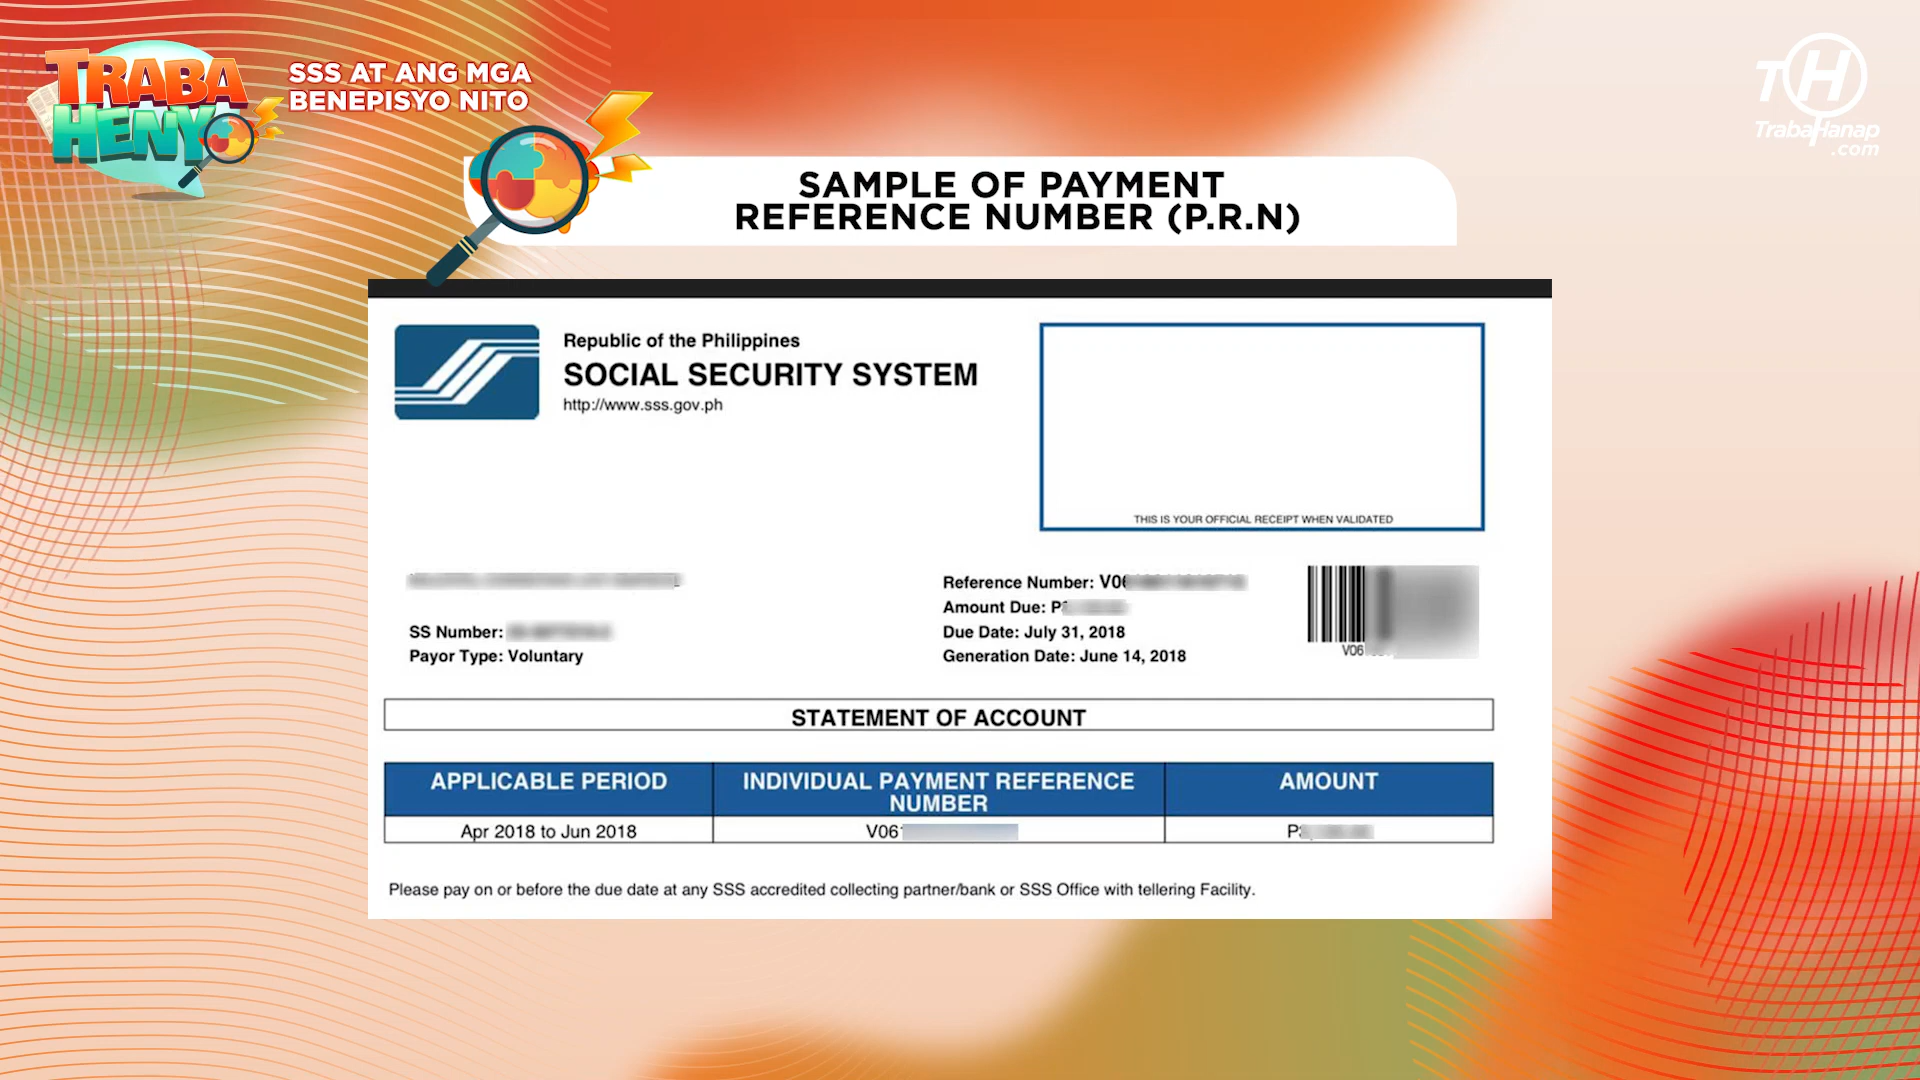 TRABA
HENYO
SSS AT ANG MGA
BENEPISYO NITO
TH
TrabaHanap
.com
SAMPLE OF PAYMENT
REFERENCE NUMBER (P.R.N)
Republic of the Philippines
SOCIAL SECURITY SYSTEM
http://www.sss.gov.ph
THIS IS YOUR OFFICIAL RECEIPT WHEN VALIDATED
SS Number:
Payor Type: Voluntary
Reference Number: V06
Amount Due: P
Due Date: July 31, 2018
Generation Date: June 14, 2018
V06
STATEMENT OF ACCOUNT
APPLICABLE PERIOD
INDIVIDUAL PAYMENT REFERENCE
NUMBER
AMOUNT
Apr 2018 to Jun 2018
V06
P
Please pay on or before the due date at any SSS accredited collecting partner/bank or SSS Office with tellering Facility.